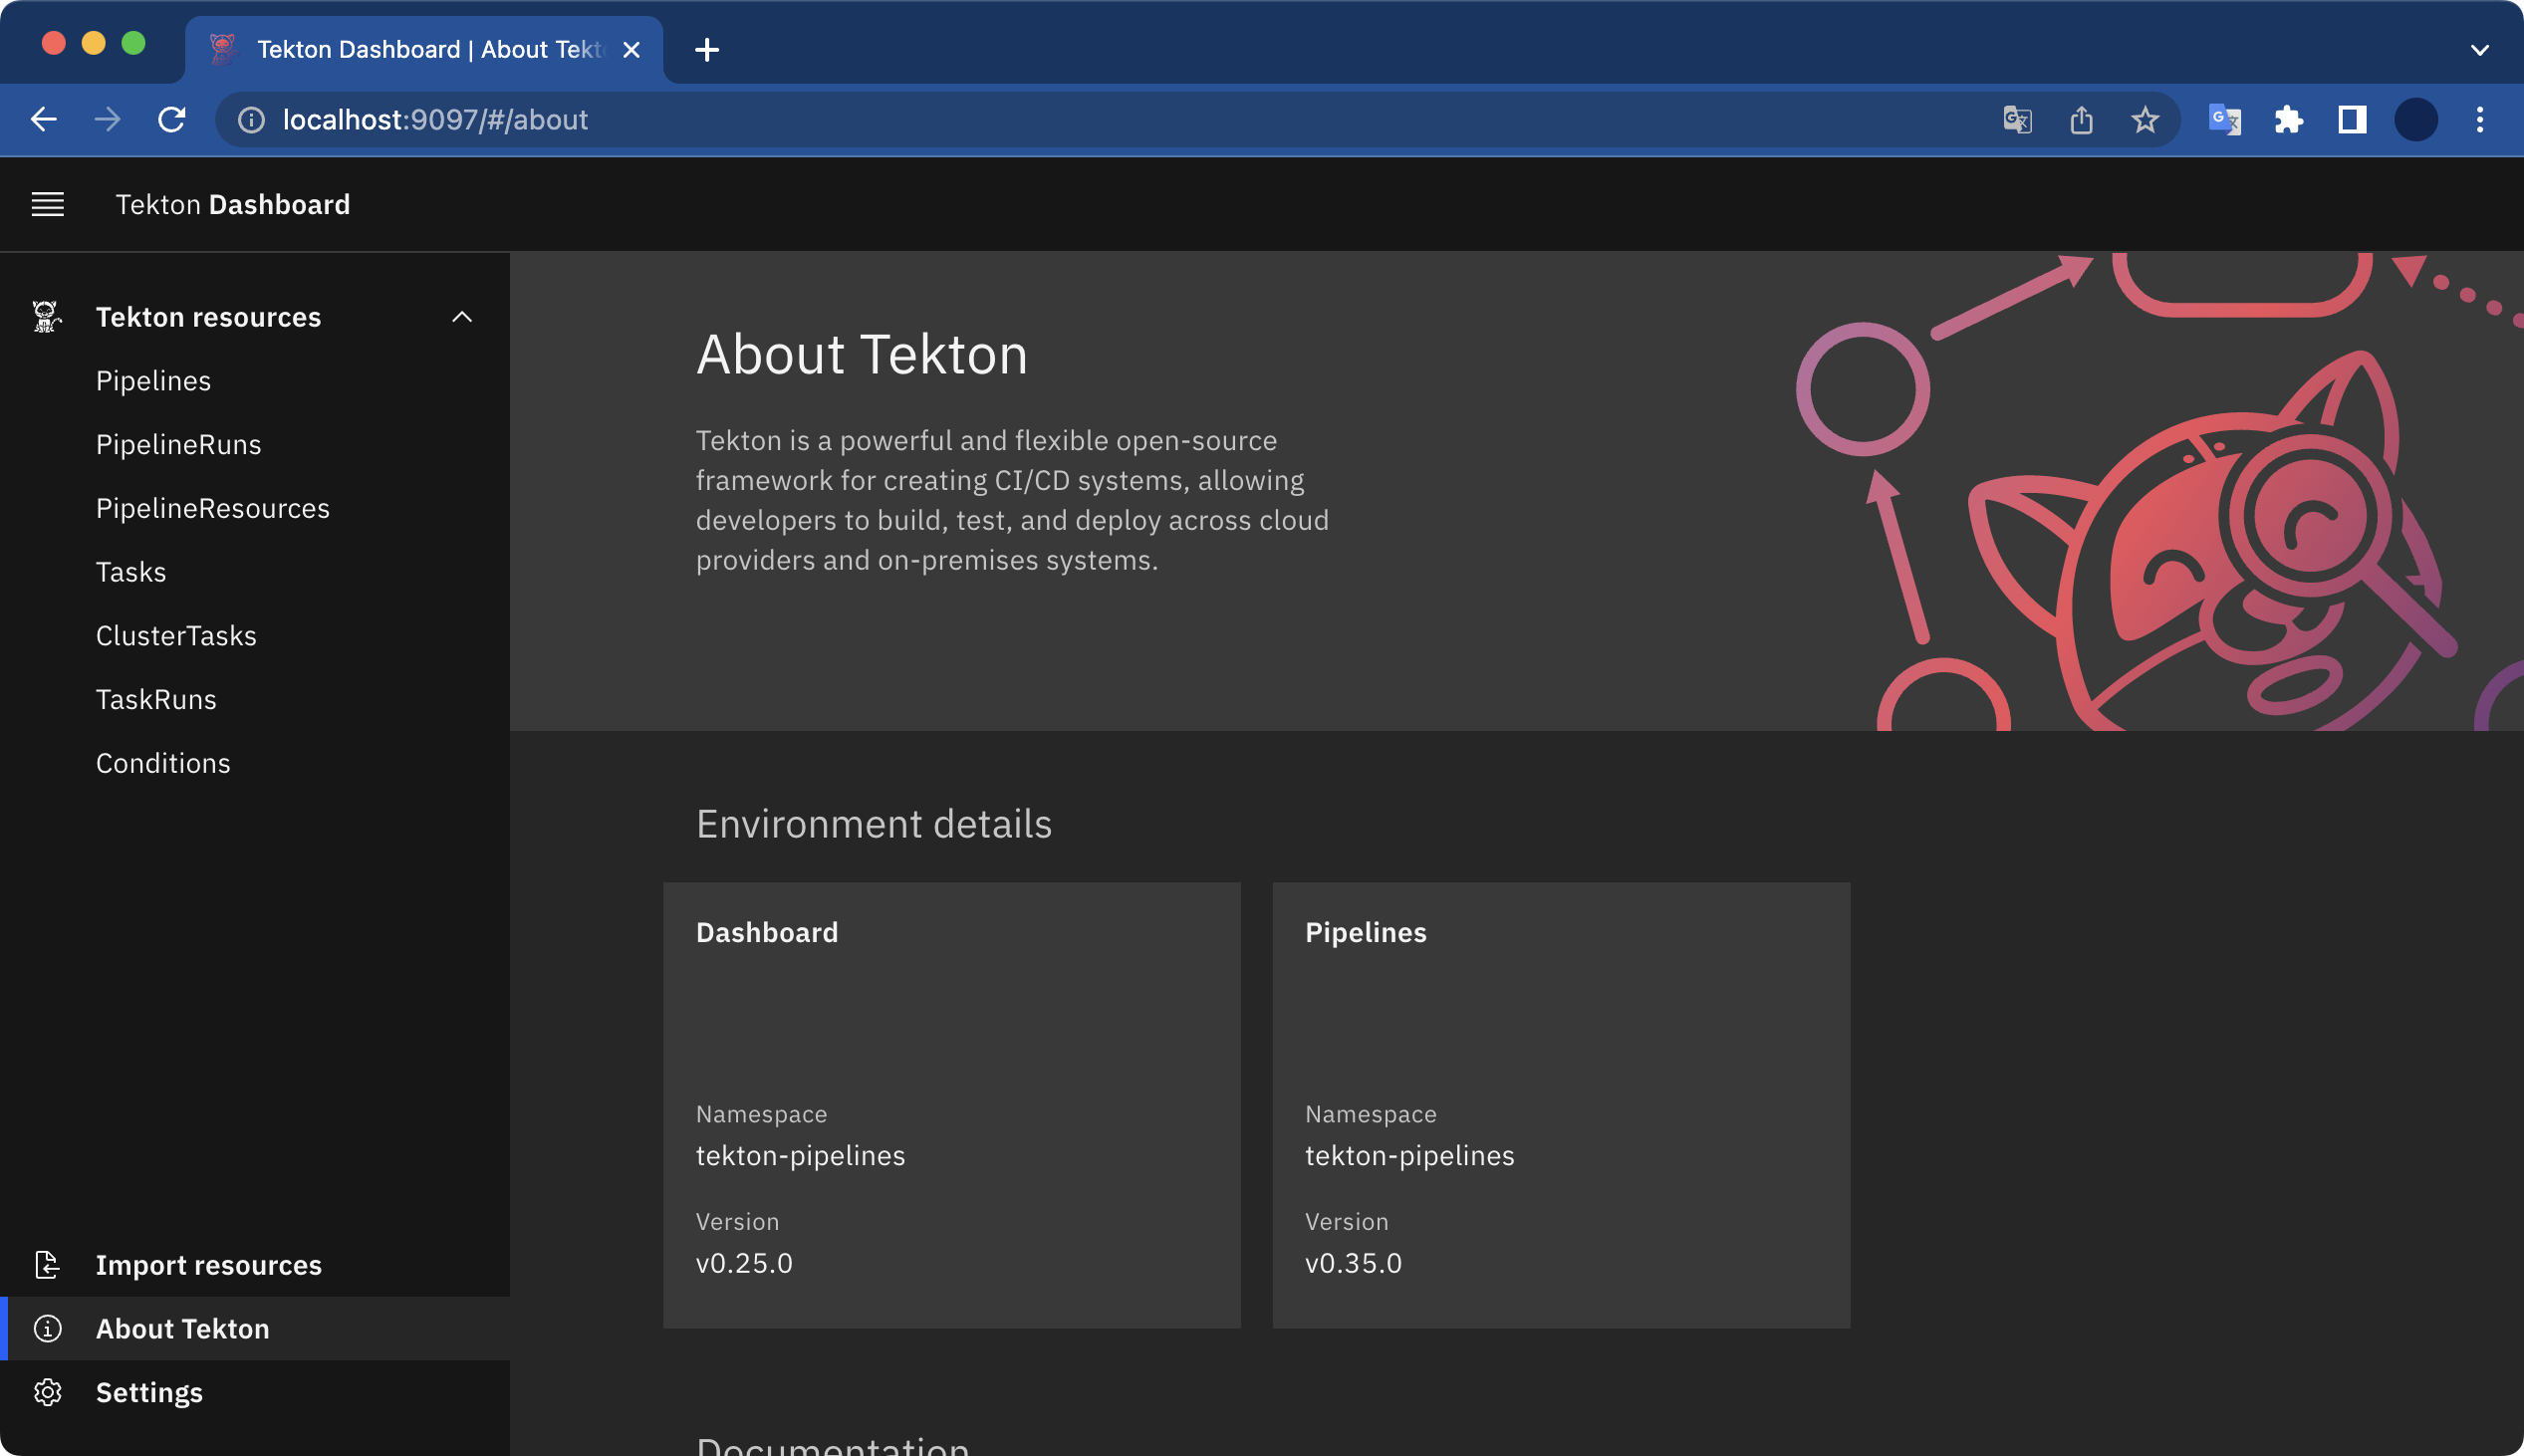 Tekton Dashboard | About Tekt
localhost:9097/#/about
Tekton Dashboard
Tekton resources
Pipelines
PipelineRuns
PipelineResources
Tasks
ClusterTasks
TaskRuns
Conditions
Import resources
About Tekton
Settings
About Tekton
Tekton is a powerful and flexible open-source
framework for creating CI/CD systems, allowing
developers to build, test, and deploy across cloud
providers and on-premises systems.
Environment details
Dashboard
Namespace
tekton-pipelines
Version
v0.25.0
Pipelines
Namespace
tekton-pipelines
Version
v0.35.0
Documentation